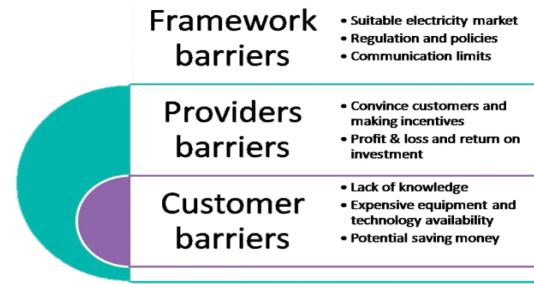 Framework
barriers
• Suitable electricity market
• Regulation and policies
• Communication limits
Providers
barriers
• Convince customers and
making incentives
• Profit & loss and return on
investment
Customer
barriers
• Lack of knowledge
• Expensive equipment and
technology availability
• Potential saving money